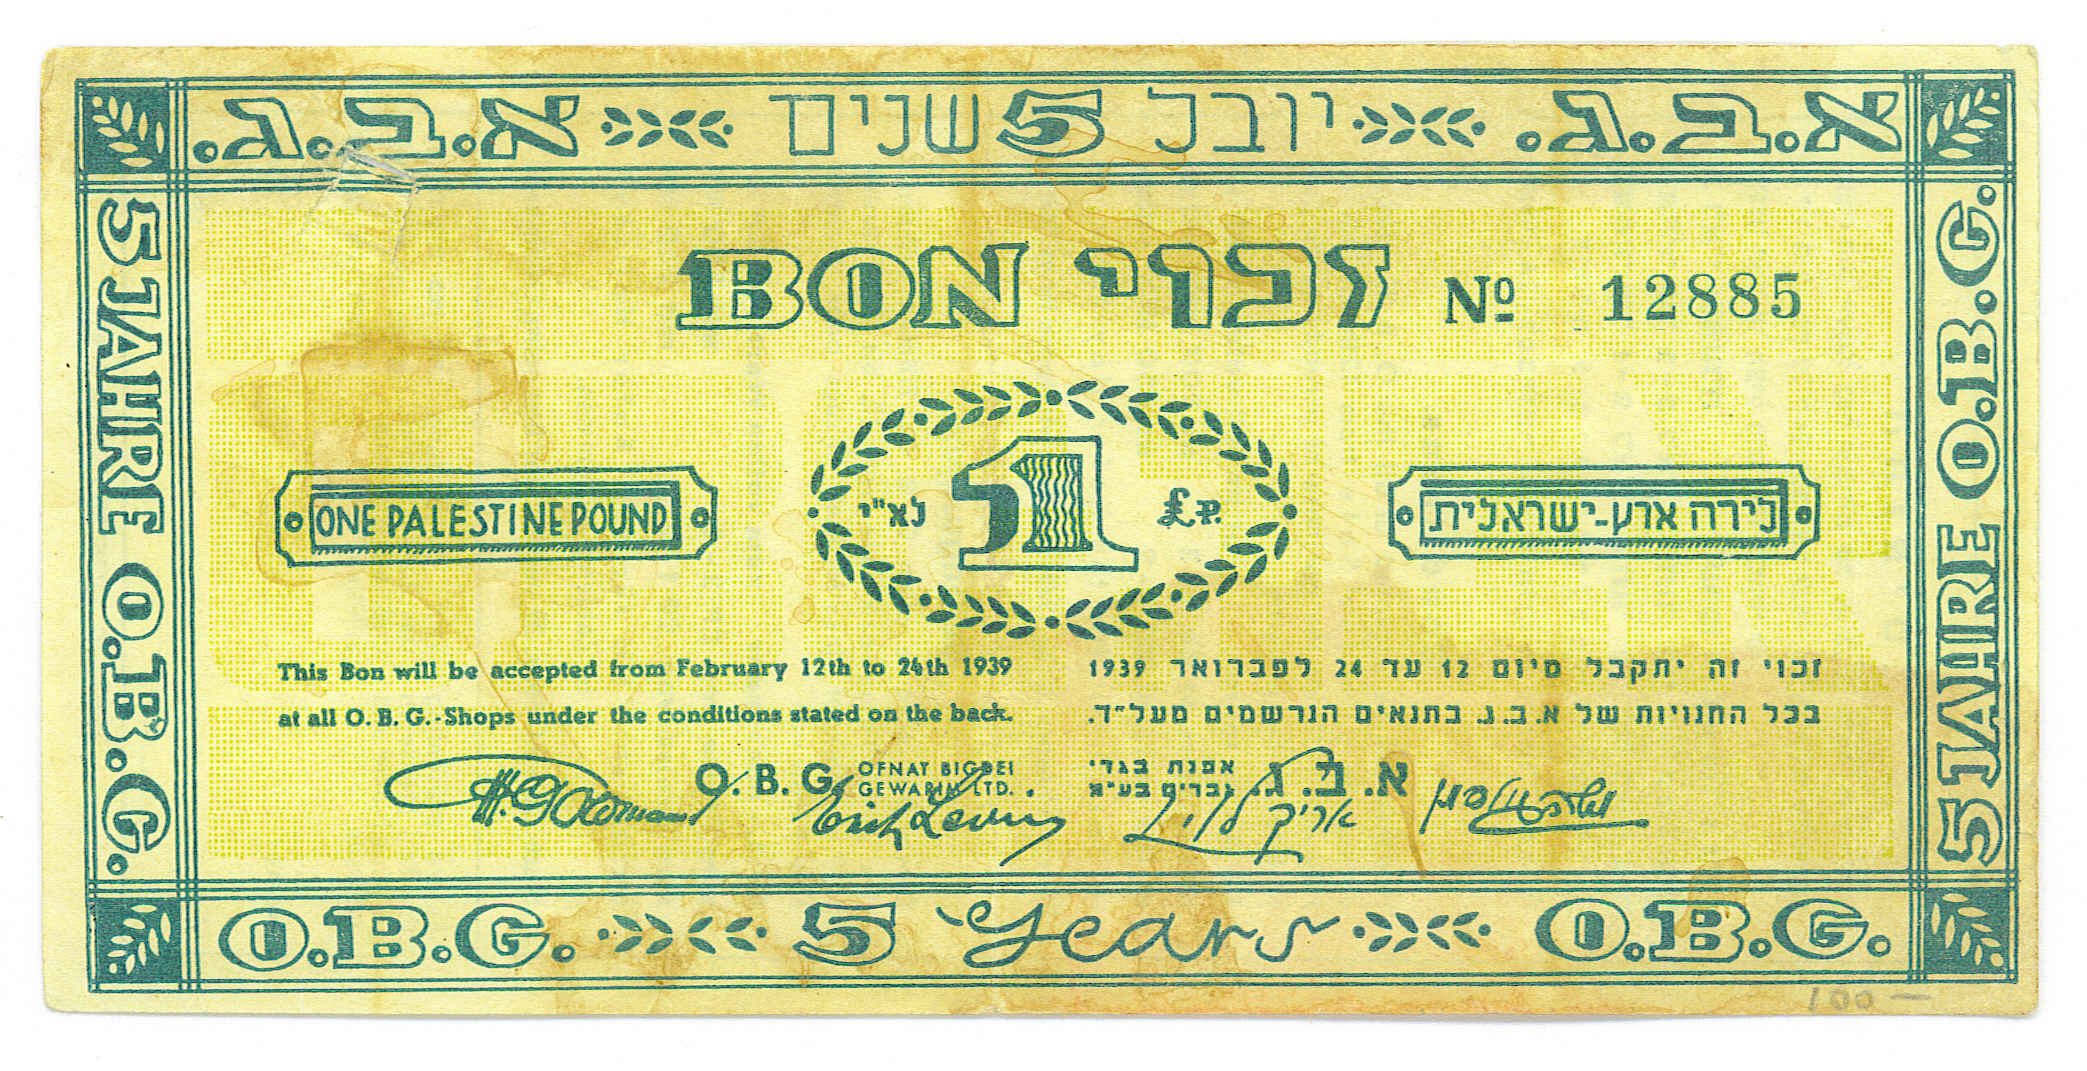 א.ב.ג. יובל 5 שנים א.ב.ג.
5 JAHRE O.B.G.
5 JAHRE O.B.G.
BON זכוי № 12885
ONE PALESTINE POUND
לא"י 1 £P.
לירה ארץ-ישראלית
This Bon will be accepted from February 12th to 24th 1939
at all O. B. G.-Shops under the conditions stated on the back.
זכוי זה יתקבל מיום 12 עד 24 לפברואר 1939
בכל החנויות של א.ב.ג. בתנאים הנרשמים מעל"ד.
O. B. G. OFNAT BIGDEI
GEWARIM LTD.
א. ב. ג. אפנת בגדי
גברים בע"מ
Erich Levin
אריך לוין
O.B.G. 5 Years O.B.G.
100 —